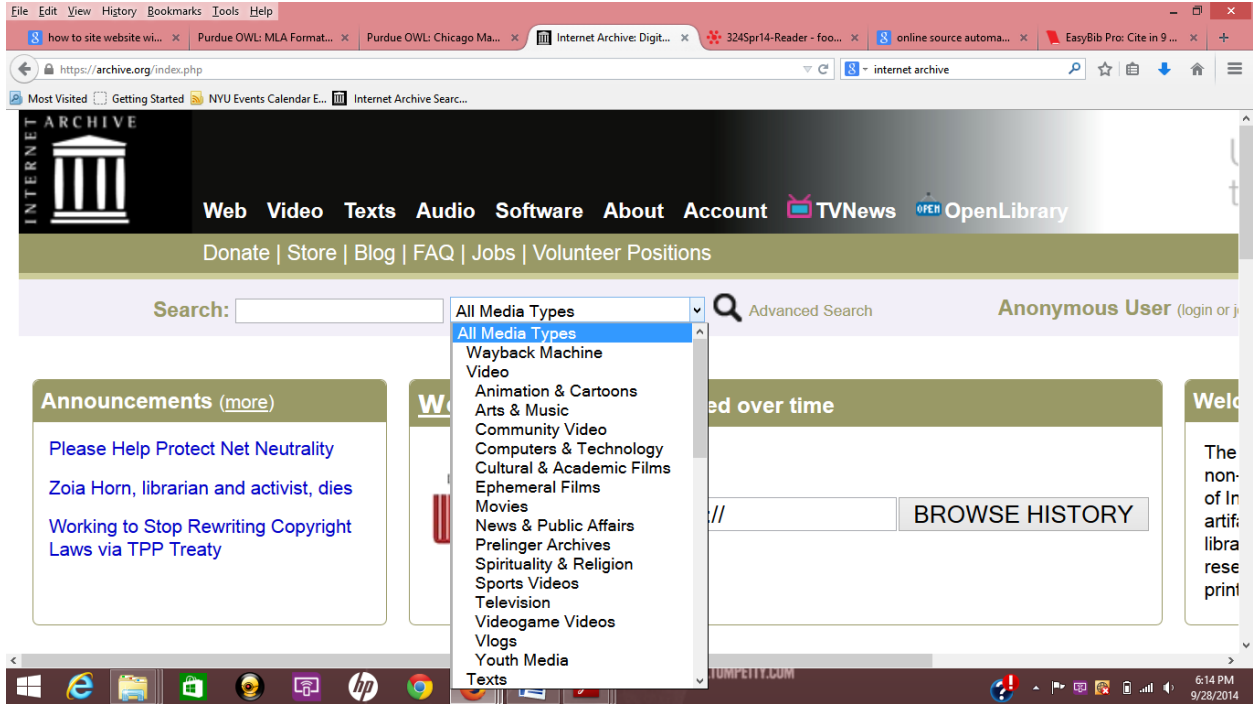 File Edit View History Bookmarks Tools Help
how to site website wi... Purdue OWL: MLA Format... Purdue OWL: Chicago Ma... Internet Archive: Digit... 324Spr14-Reader - foo... online source automa... EasyBib Pro: Cite in 9 ...
https://archive.org/index.php internet archive
Most Visited Getting Started NYU Events Calendar E... Internet Archive Searc...
INTERNET ARCHIVE
Web Video Texts Audio Software About Account TVNews OPEN OpenLibrary
Donate | Store | Blog | FAQ | Jobs | Volunteer Positions
Search: All Media Types Advanced Search Anonymous User (login or j
All Media Types
Wayback Machine
Video
Animation & Cartoons
Arts & Music
Community Video
Computers & Technology
Cultural & Academic Films
Ephemeral Films
Movies
News & Public Affairs
Prelinger Archives
Spirituality & Religion
Sports Videos
Television
Videogame Videos
Vlogs
Youth Media
Texts
Announcements (more)
Please Help Protect Net Neutrality
Zoia Horn, librarian and activist, dies
Working to Stop Rewriting Copyright
Laws via TPP Treaty
ed over time
://
BROWSE HISTORY
The
non-
of In
libra
rese
print
hp
6:14 PM
9/28/2014